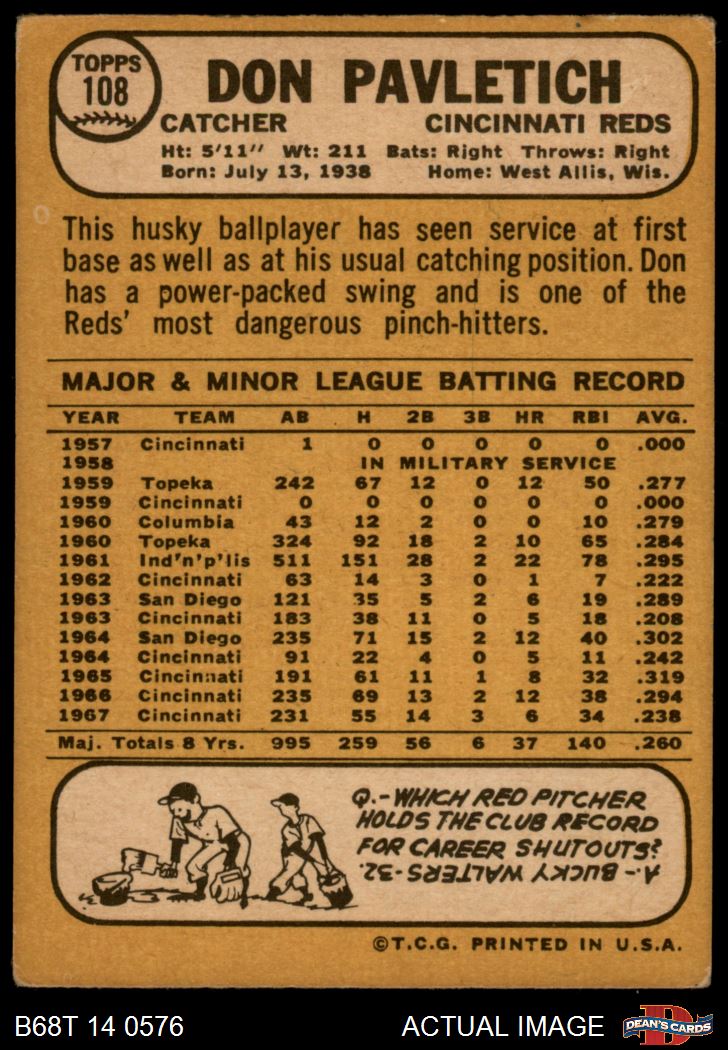 TOPPS
108
DON PAVLETICH
CATCHER CINCINNATI REDS
Ht: 5'11" Wt: 211 Bats: Right Throws: Right
Born: July 13, 1938 Home: West Allis, Wis.
This husky ballplayer has seen service at first
base as well as at his usual catching position. Don
has a power-packed swing and is one of the
Reds' most dangerous pinch-hitters.
MAJOR & MINOR LEAGUE BATTING RECORD
YEAR TEAM AB H 2B 3B HR RBI AVG.
1957 Cincinnati 1 0 0 0 0 0 .000
1958 IN MILITARY SERVICE
1959 Topeka 242 67 12 0 12 50 .277
1959 Cincinnati 0 0 0 0 0 0 .000
1960 Columbia 43 12 2 0 0 10 .279
1960 Topeka 324 92 18 2 10 65 .284
1961 Ind'n'p'lis 511 151 28 2 22 78 .295
1962 Cincinnati 63 14 3 0 1 7 .222
1963 San Diego 121 35 5 2 6 19 .289
1963 Cincinnati 183 38 11 0 5 18 .208
1964 San Diego 235 71 15 2 12 40 .302
1964 Cincinnati 91 22 4 0 5 11 .242
1965 Cincinnati 191 61 11 1 8 32 .319
1966 Cincinnati 235 69 13 2 12 38 .294
1967 Cincinnati 231 55 14 3 6 34 .238
Maj. Totals 8 Yrs. 995 259 56 6 37 140 .260
Q.-WHICH RED PITCHER
HOLDS THE CLUB RECORD
FOR CAREER SHUTOUTS?
A.-BUCKY WALTERS-32.
©T.C.G. PRINTED IN U.S.A.
B68T 14 0576 ACTUAL IMAGE
D
DEAN'S CARDS